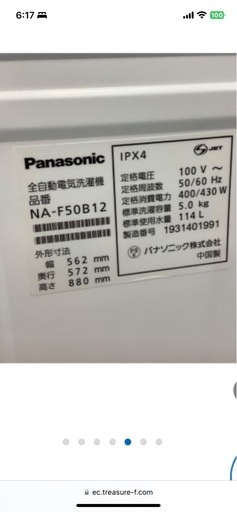 6:17
100
Panasonic
全自動電気洗濯機
品番
NA-F50B12
外形寸法
幅 562 mm
奥行 572 mm
高さ 880 mm
IPX4
JET
定格電圧 100 V～
定格周波数 50/60 Hz
定格消費電力 400/430 W
標準洗濯容量 5.0 kg
標準使用水量 114 L
製造番号 1931401991
パナソニック株式会社
中国製
ec.treasure-f.com